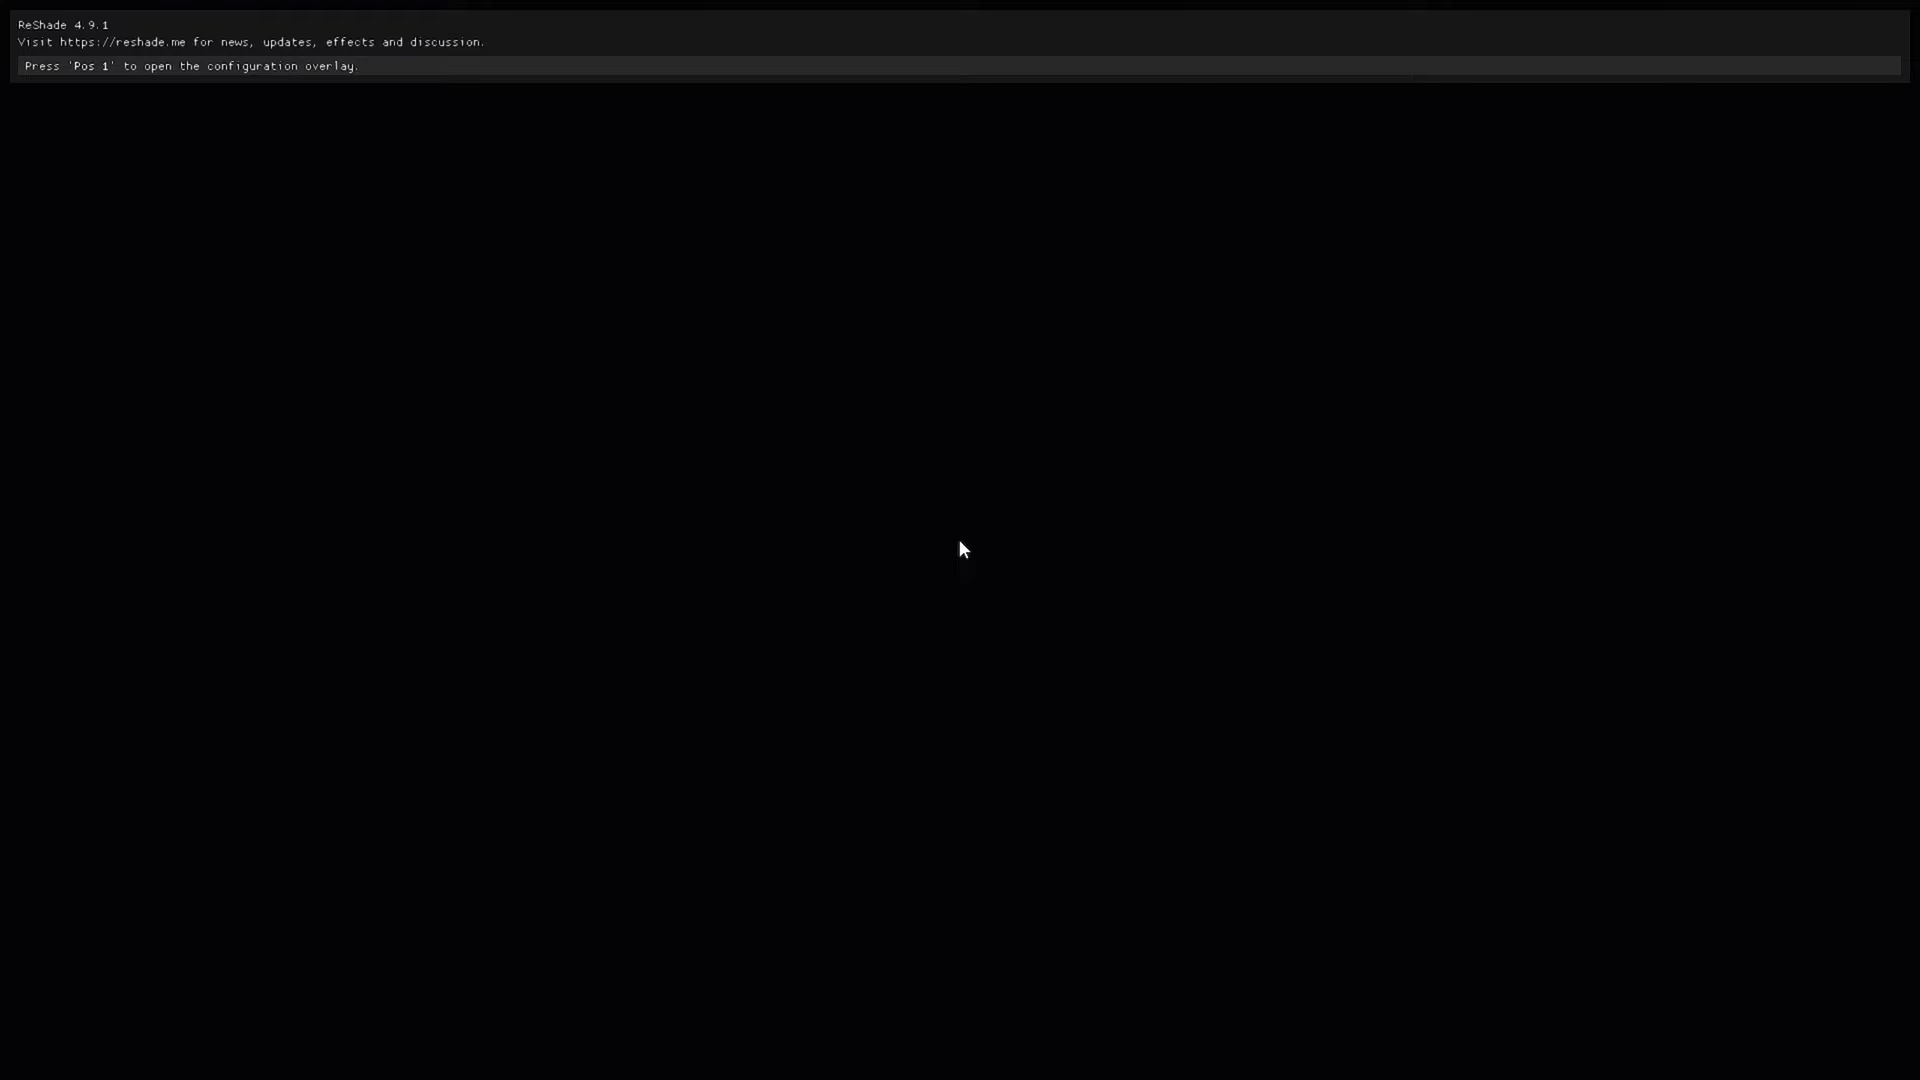 ReShade 4.9.1
Visit https://reshade.me for news, updates, effects and discussion.
Press 'Pos 1' to open the configuration overlay.